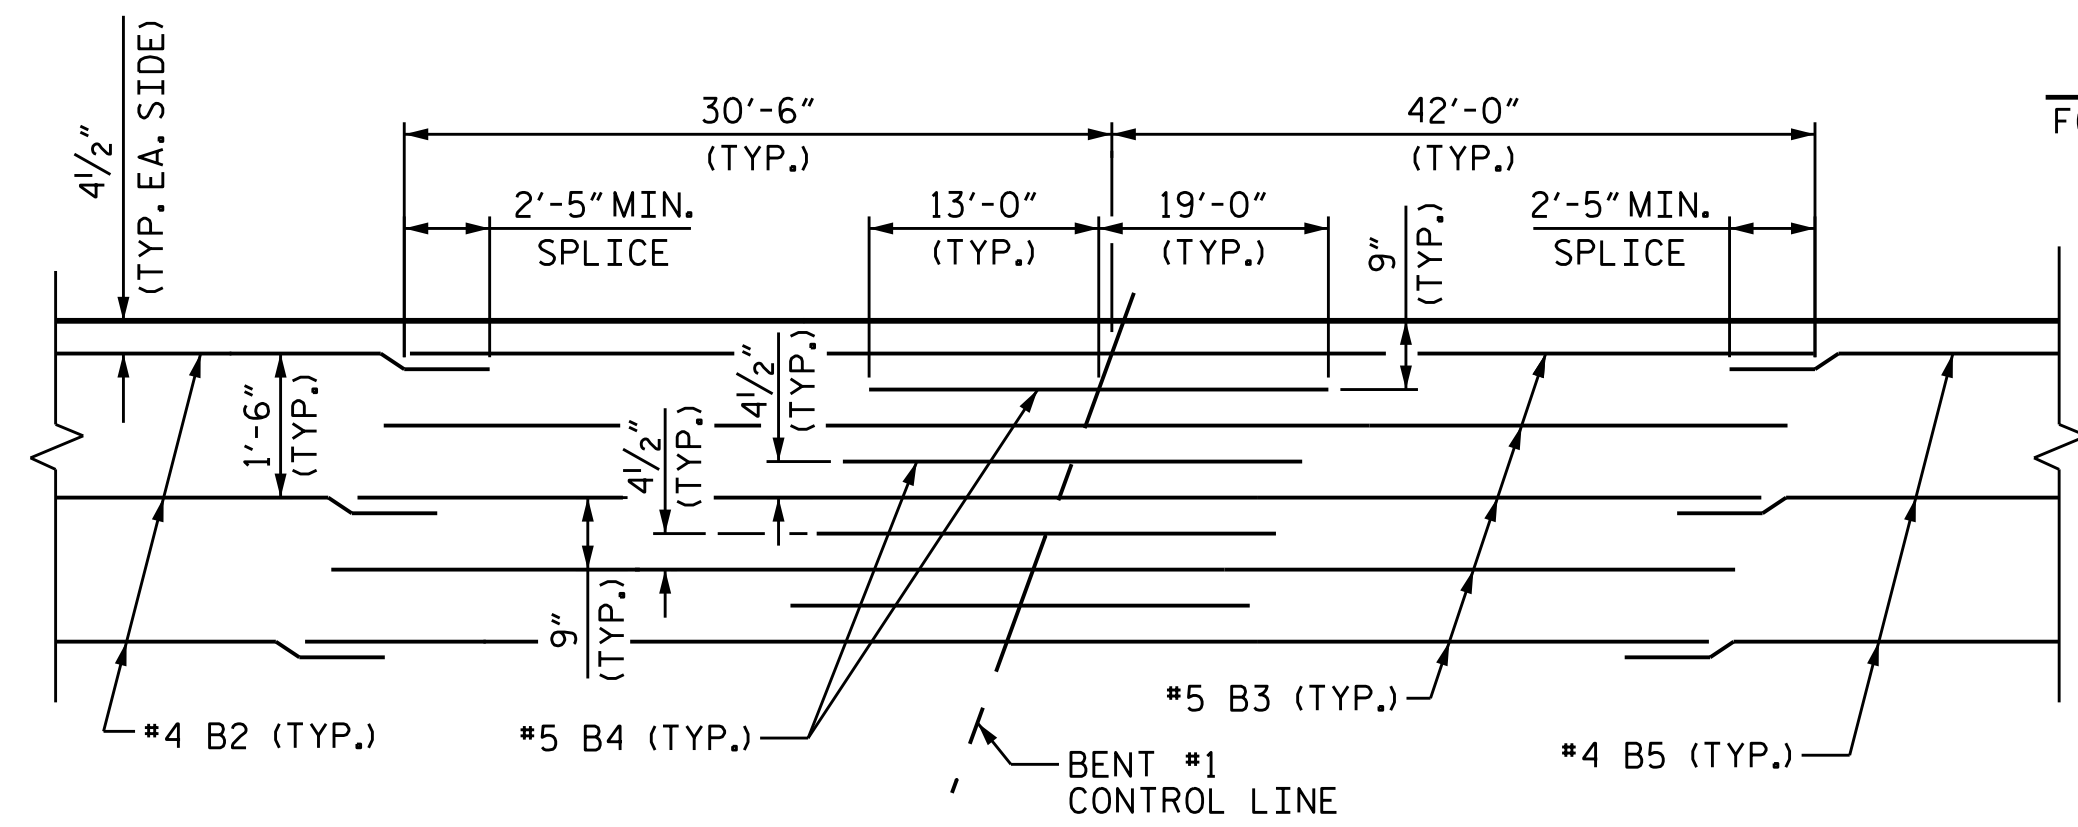 4½"
(TYP. EA. SIDE)
30'-6"
(TYP.)
42'-0"
(TYP.)
2'-5" MIN.
SPLICE
13'-0"
(TYP.)
19'-0"
(TYP.)
9"
(TYP.)
2'-5" MIN.
SPLICE
1'-6"
(TYP.)
4½"
(TYP.)
4½"
(TYP.)
9"
(TYP.)
#4 B2 (TYP.)
#5 B4 (TYP.)
#5 B3 (TYP.)
#4 B5 (TYP.)
BENT #1
CONTROL LINE